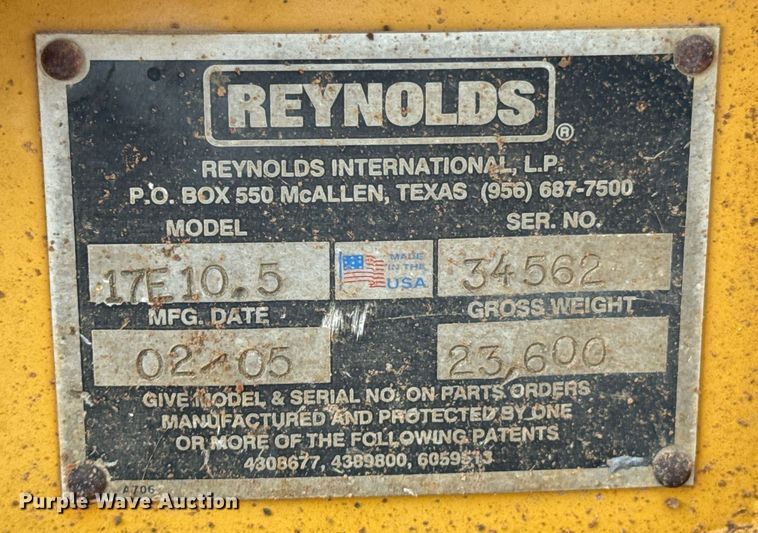 REYNOLDS ®
REYNOLDS INTERNATIONAL, L.P.
P.O. BOX 550 McALLEN, TEXAS (956) 687-7500
MODEL SER. NO.
17E10.5 MADE IN THE USA 34562
MFG. DATE GROSS WEIGHT
02-05 23,600
GIVE MODEL & SERIAL NO. ON PARTS ORDERS
MANUFACTURED AND PROTECTED BY ONE
OR MORE OF THE FOLLOWING PATENTS
4308677, 4389800, 6059513
A706
Purple Wave Auction